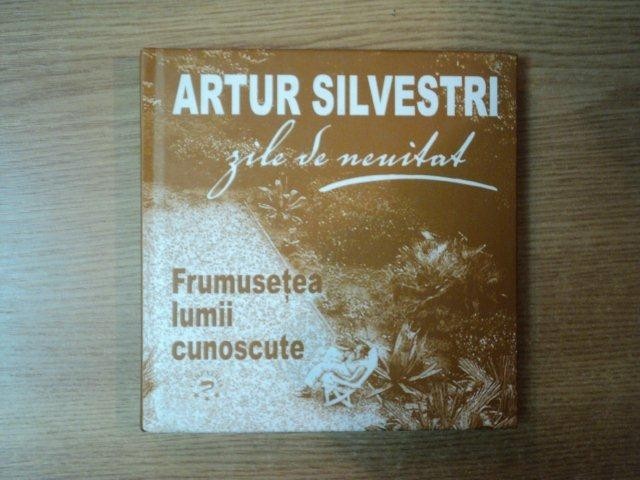 ARTUR SILVESTRI
zile de neuitat
Frumusețea
lumii
cunoscute